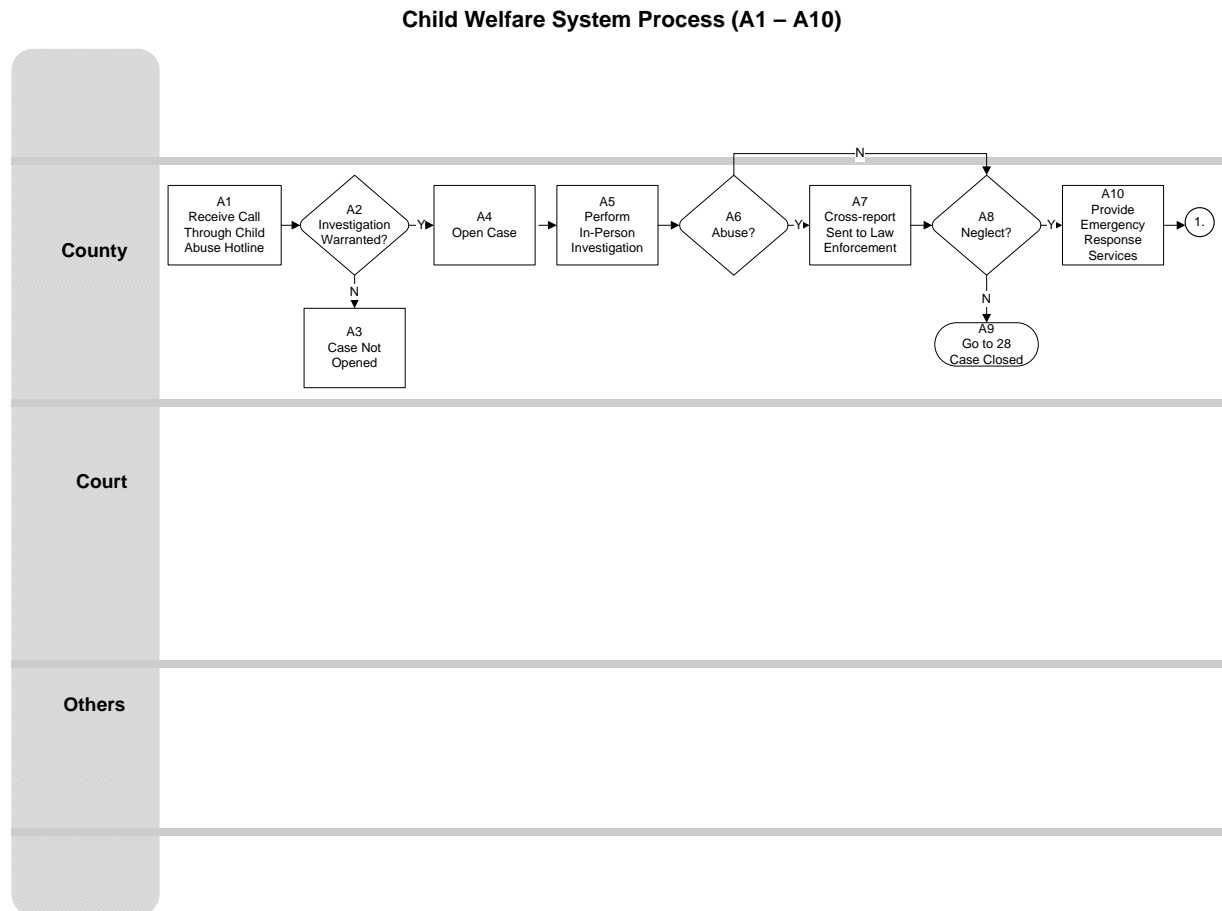 Child Welfare System Process (A1 – A10)
N
A1
Receive Call
Through Child
Abuse Hotline
A2
Investigation
Warranted?
Y
A4
Open Case
A5
Perform
In-Person
Investigation
A6
Abuse?
Y
A7
Cross-report
Sent to Law
Enforcement
A8
Neglect?
Y
A10
Provide
Emergency
Response
Services
1.
County
N
A3
Case Not
Opened
N
A9
Go to 28
Case Closed
Court
Others